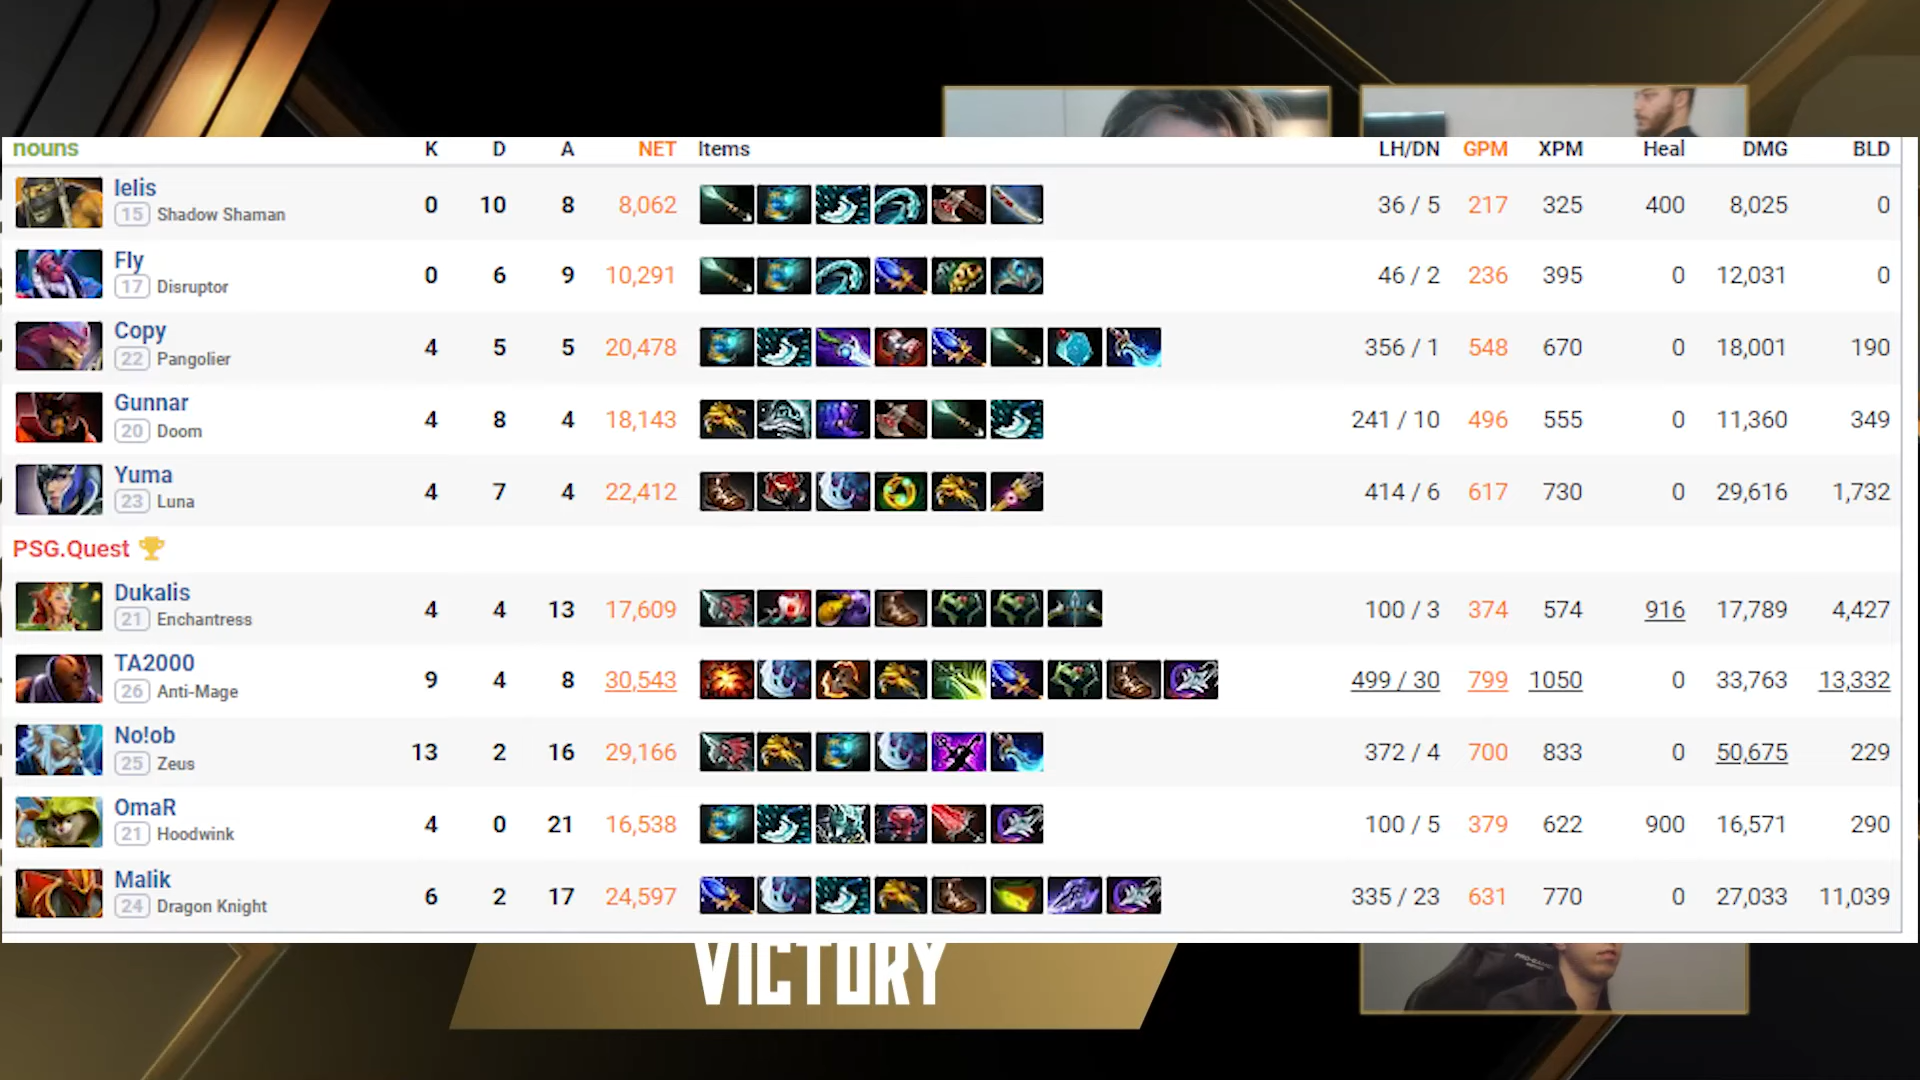 nouns K D A NET Items LH/DN GPM XPM Heal DMG BLD
Ielis
15 Shadow Shaman 0 10 8 8,062 36 / 5 217 325 400 8,025 0
Fly
17 Disruptor 0 6 9 10,291 46 / 2 236 395 0 12,031 0
Copy
22 Pangolier 4 5 5 20,478 356 / 1 548 670 0 18,001 190
Gunnar
20 Doom 4 8 4 18,143 241 / 10 496 555 0 11,360 349
Yuma
23 Luna 4 7 4 22,412 414 / 6 617 730 0 29,616 1,732
PSG.Quest
Dukalis
21 Enchantress 4 4 13 17,609 100 / 3 374 574 916 17,789 4,427
TA2000
26 Anti-Mage 9 4 8 30,543 499 / 30 799 1050 0 33,763 13,332
No!ob
25 Zeus 13 2 16 29,166 372 / 4 700 833 0 50,675 229
OmaR
21 Hoodwink 4 0 21 16,538 100 / 5 379 622 900 16,571 290
Malik
24 Dragon Knight 6 2 17 24,597 335 / 23 631 770 0 27,033 11,039
VICTORY